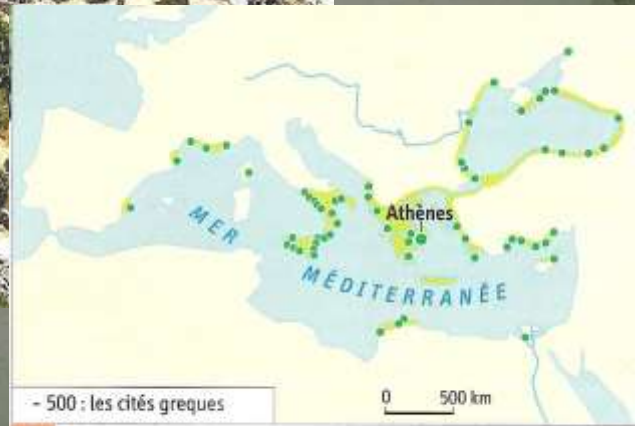 Athènes
MER
MÉDITERRANÉE
- 500 : les cités greques
0 500 km